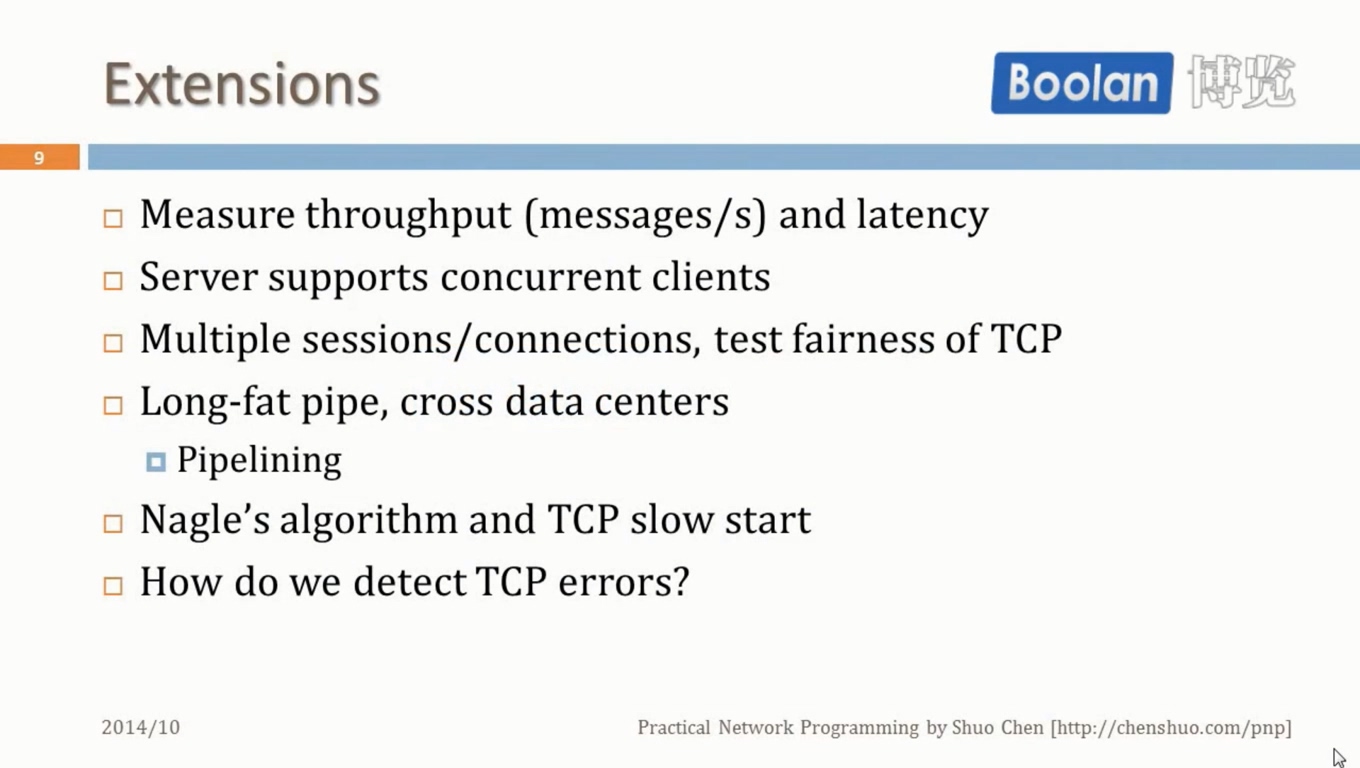 Extensions
Boolan 博览
9
Measure throughput (messages/s) and latency
Server supports concurrent clients
Multiple sessions/connections, test fairness of TCP
Long-fat pipe, cross data centers
Pipelining
Nagle’s algorithm and TCP slow start
How do we detect TCP errors?
2014/10
Practical Network Programming by Shuo Chen [http://chenshuo.com/pnp]